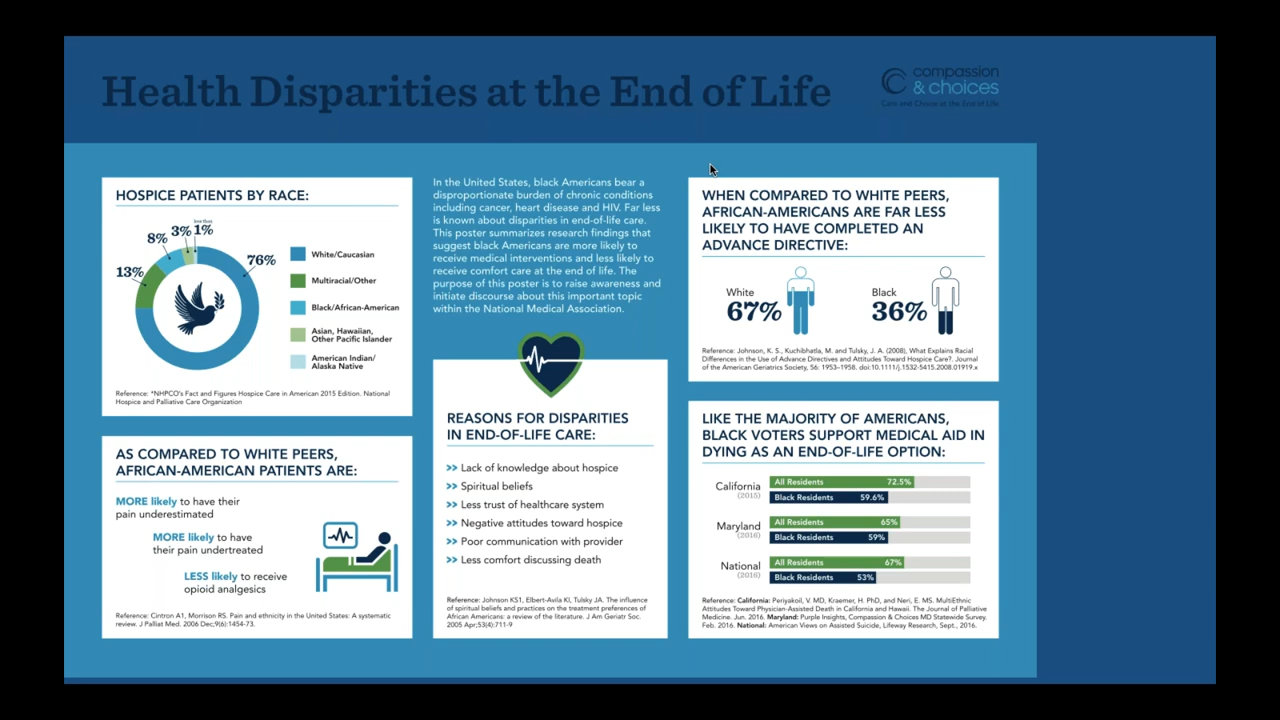 Health Disparities at the End of Life
compassion
& choices
Care and Choice at the End of Life
HOSPICE PATIENTS BY RACE:
less than
1%
3%
8%
13%
76%
White/Caucasian
Multiracial/Other
Black/African-American
Asian, Hawaiian,
Other Pacific Islander
American Indian/
Alaska Native
Reference: *NHPCO's Fact and Figures Hospice Care in American 2015 Edition. National
Hospice and Palliative Care Organization
AS COMPARED TO WHITE PEERS,
AFRICAN-AMERICAN PATIENTS ARE:
MORE likely to have their
pain underestimated
MORE likely to have
their pain undertreated
LESS likely to receive
opioid analgesics
Reference: Cintron A1, Morrison RS. Pain and ethnicity in the United States: A systematic
review. J Palliat Med. 2006 Dec;9(6):1454-73.
In the United States, black Americans bear a
disproportionate burden of chronic conditions
including cancer, heart disease and HIV. Far less
is known about disparities in end-of-life care.
This poster summarizes research findings that
suggest black Americans are more likely to
receive medical interventions and less likely to
receive comfort care at the end of life. The
purpose of this poster is to raise awareness and
initiate discourse about this important topic
within the National Medical Association.
REASONS FOR DISPARITIES
IN END-OF-LIFE CARE:
>> Lack of knowledge about hospice
>> Spiritual beliefs
>> Less trust of healthcare system
>> Negative attitudes toward hospice
>> Poor communication with provider
>> Less comfort discussing death
Reference: Johnson KS1, Elbert-Avila KI, Tulsky JA. The influence
of spiritual beliefs and practices on the treatment preferences of
African Americans: a review of the literature. J Am Geriatr Soc.
2005 Apr;53(4):711-9
WHEN COMPARED TO WHITE PEERS,
AFRICAN-AMERICANS ARE FAR LESS
LIKELY TO HAVE COMPLETED AN
ADVANCE DIRECTIVE:
White
67%
Black
36%
Reference: Johnson, K. S., Kuchibhatla, M. and Tulsky, J. A. (2008), What Explains Racial
Differences in the Use of Advance Directives and Attitudes Toward Hospice Care?. Journal
of the American Geriatrics Society, 56: 1953–1958. doi:10.1111/j.1532-5415.2008.01919.x
LIKE THE MAJORITY OF AMERICANS,
BLACK VOTERS SUPPORT MEDICAL AID IN
DYING AS AN END-OF-LIFE OPTION:
California
(2015)
All Residents 72.5%
Black Residents 59.6%
Maryland
(2016)
All Residents 65%
Black Residents 59%
National
(2016)
All Residents 67%
Black Residents 53%
Reference: California: Periyakoil, V. MD, Kraemer, H. PhD, and Neri, E. MS. MultiEthnic
Attitudes Toward Physician-Assisted Death in California and Hawaii. The Journal of Palliative
Medicine. Jun. 2016. Maryland: Purple Insights, Compassion & Choices MD Statewide Survey.
Feb. 2016. National: American Views on Assisted Suicide, Lifeway Research, Sept., 2016.